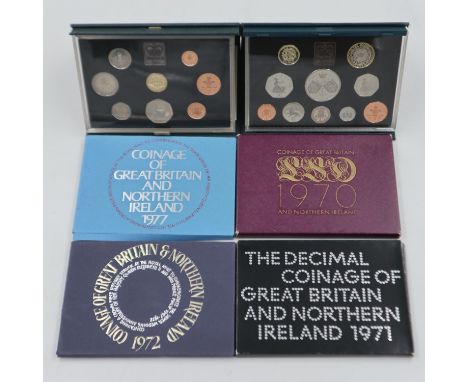 COINAGE OF
GREAT BRITAIN
AND
NORTHERN
IRELAND
1977
COINAGE OF GREAT BRITAIN
LSD
1970
AND NORTHERN IRELAND
COINAGE OF GREAT BRITAIN & NORTHERN IRELAND
1972
THE DECIMAL
COINAGE OF
GREAT BRITAIN
AND NORTHERN
IRELAND 1971